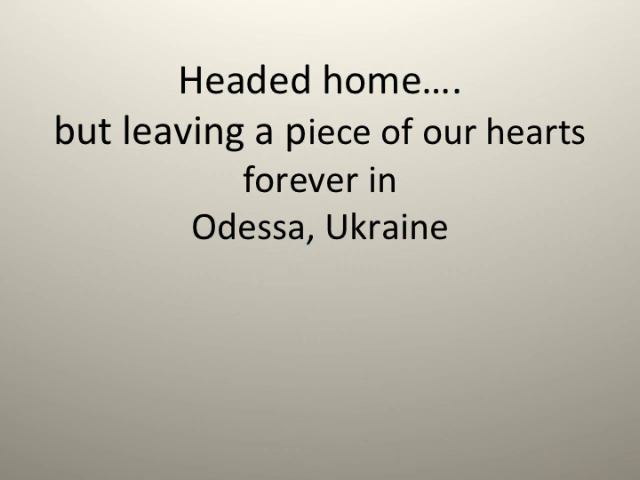 Headed home….
but leaving a piece of our hearts
forever in
Odessa, Ukraine